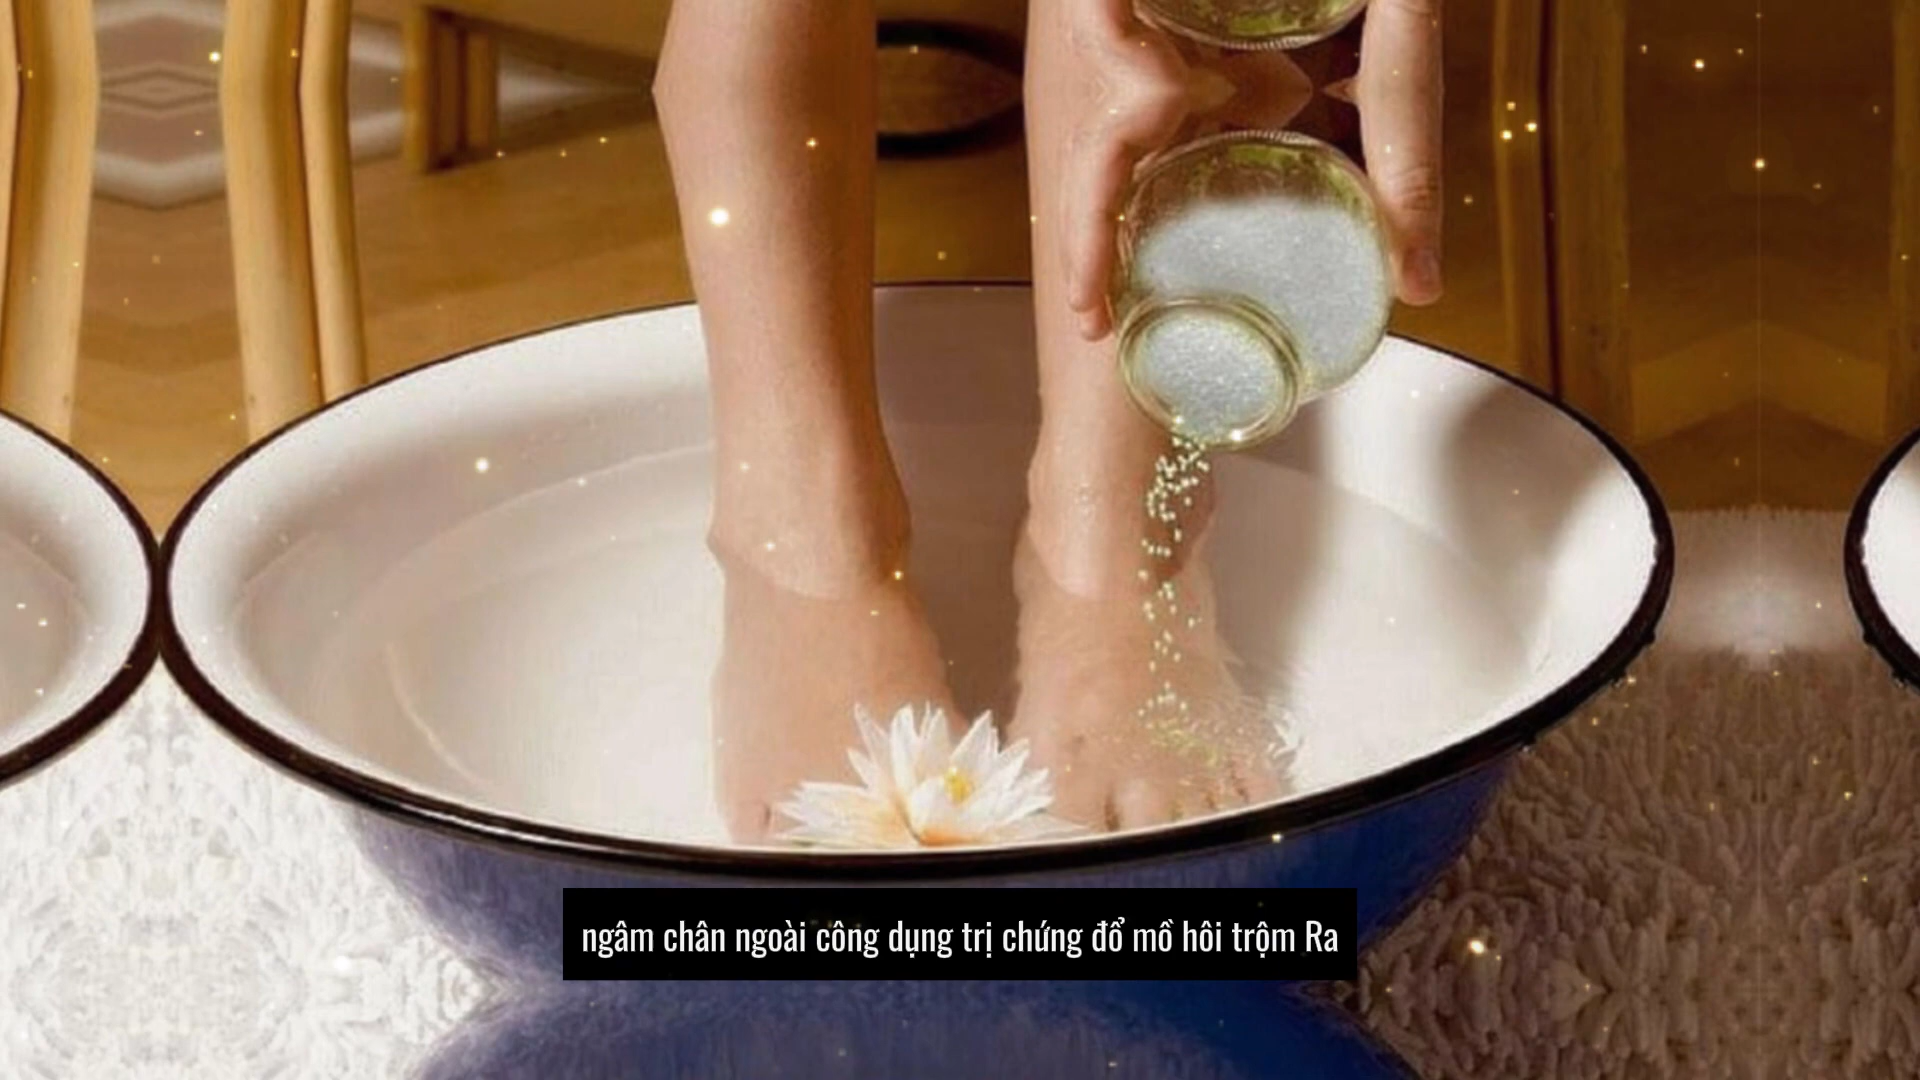 ngâm chân ngoài công dụng trị chứng đổ mồ hôi trộm Ra